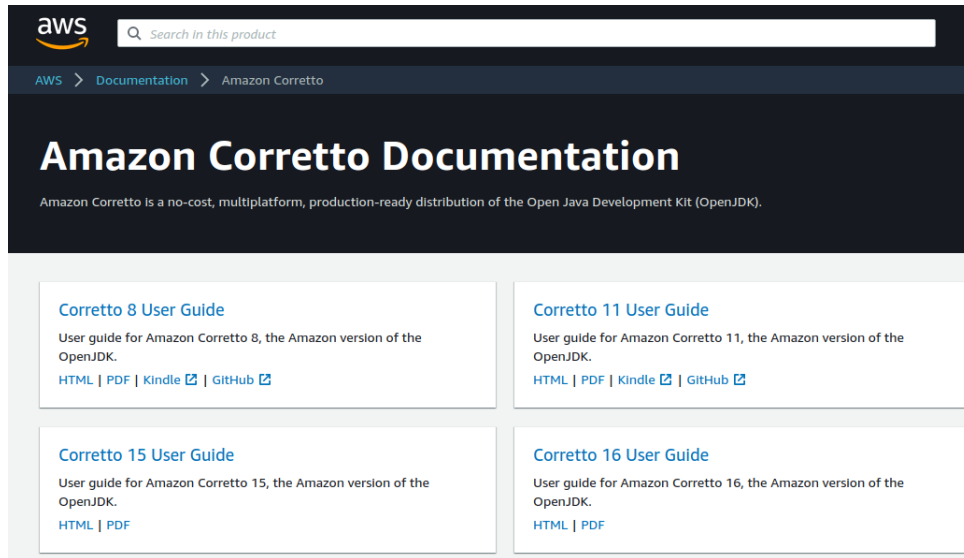 aws
Search in this product
AWS > Documentation > Amazon Corretto
Amazon Corretto Documentation
Amazon Corretto is a no-cost, multiplatform, production-ready distribution of the Open Java Development Kit (OpenJDK).
Corretto 8 User Guide
User guide for Amazon Corretto 8, the Amazon version of the
OpenJDK.
HTML | PDF | Kindle | GitHub
Corretto 11 User Guide
User guide for Amazon Corretto 11, the Amazon version of the
OpenJDK.
HTML | PDF | Kindle | GitHub
Corretto 15 User Guide
User guide for Amazon Corretto 15, the Amazon version of the
OpenJDK.
HTML | PDF
Corretto 16 User Guide
User guide for Amazon Corretto 16, the Amazon version of the
OpenJDK.
HTML | PDF